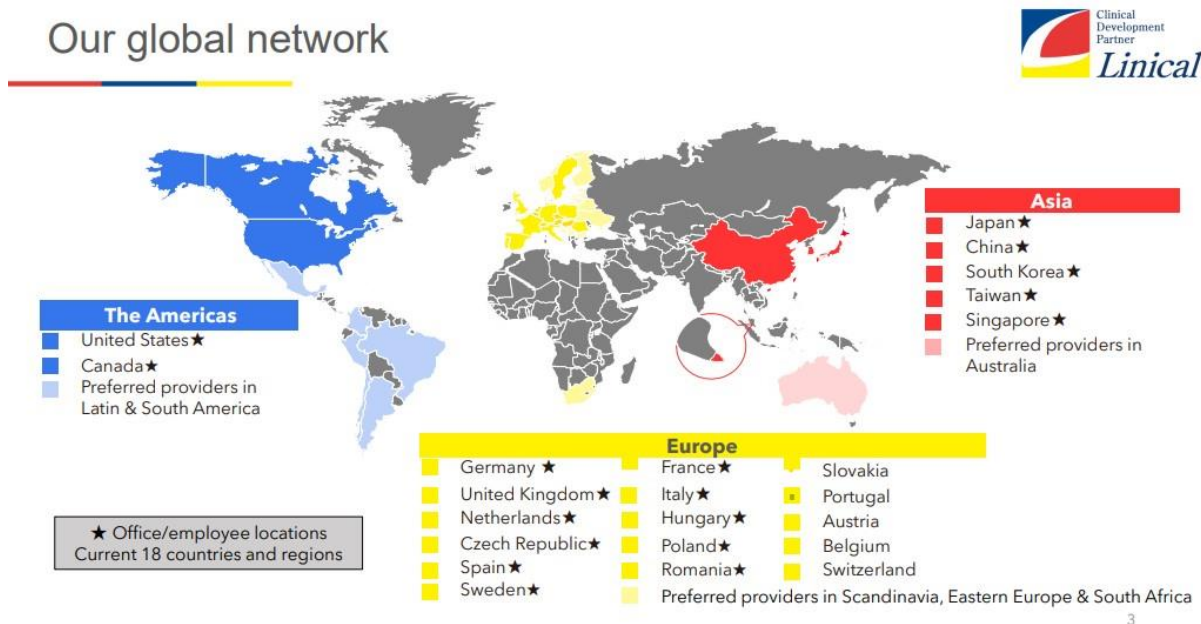 Our global network
Clinical
Development
Partner
Linical
The Americas
United States★
Canada★
Preferred providers in
Latin & South America
Asia
Japan★
China★
South Korea★
Taiwan★
Singapore★
Preferred providers in
Australia
Europe
Germany ★
United Kingdom★
Netherlands★
Czech Republic★
Spain★
Sweden★
France★
Italy★
Hungary★
Poland★
Romania★
Slovakia
Portugal
Austria
Belgium
Switzerland
Preferred providers in Scandinavia, Eastern Europe & South Africa
★ Office/employee locations
Current 18 countries and regions
3